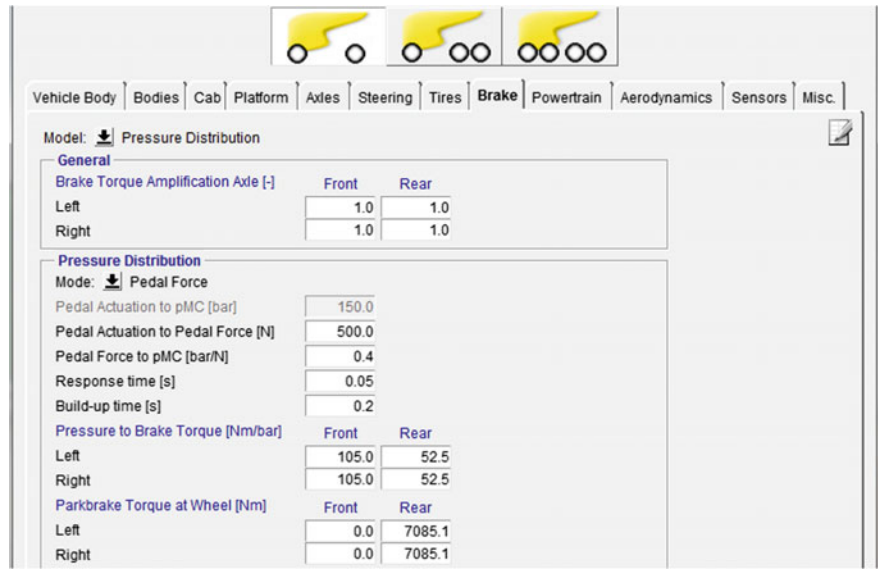 Vehicle Body Bodies Cab Platform Axles Steering Tires Brake Powertrain Aerodynamics Sensors Misc.
Model: Pressure Distribution
General
Brake Torque Amplification Axle [-] Front Rear
Left 1.0 1.0
Right 1.0 1.0
Pressure Distribution
Mode: Pedal Force
Pedal Actuation to pMC [bar] 150.0
Pedal Actuation to Pedal Force [N] 500.0
Pedal Force to pMC [bar/N] 0.4
Response time [s] 0.05
Build-up time [s] 0.2
Pressure to Brake Torque [Nm/bar] Front Rear
Left 105.0 52.5
Right 105.0 52.5
Parkbrake Torque at Wheel [Nm] Front Rear
Left 0.0 7085.1
Right 0.0 7085.1